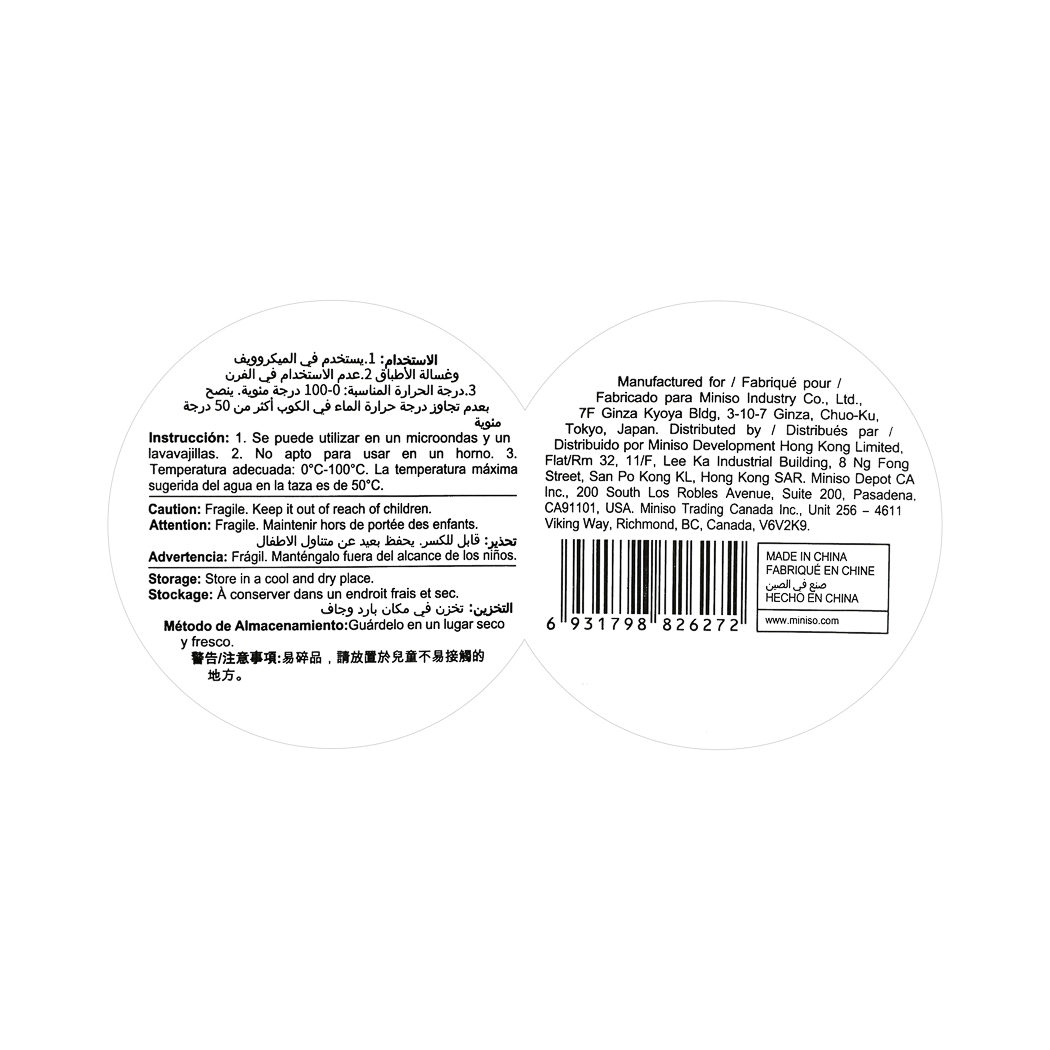 الاستخدام: 1.يستخدم في الميكروويف
وغسالة الأطباق 2.عدم الاستخدام في الفرن
3.درجة الحرارة المناسبة: 0-100 درجة مئوية. ينصح
بعدم تجاوز درجة حرارة الماء في الكوب أكثر من 50 درجة
مئوية
Instrucción: 1. Se puede utilizar en un microondas y un
lavavajillas. 2. No apto para usar en un horno. 3.
Temperatura adecuada: 0°C-100°C. La temperatura máxima
sugerida del agua en la taza es de 50°C.
Caution: Fragile. Keep it out of reach of children.
Attention: Fragile. Maintenir hors de portée des enfants.
تحذير: قابل للكسر. يحفظ بعيد عن متناول الاطفال
Advertencia: Frágil. Manténgalo fuera del alcance de los niños.
Storage: Store in a cool and dry place.
Stockage: À conserver dans un endroit frais et sec.
التخزين: تخزن في مكان بارد وجاف
Método de Almacenamiento:Guárdelo en un lugar seco
y fresco.
警告/注意事項:易碎品，請放置於兒童不易接觸的
地方。
Manufactured for / Fabriqué pour /
Fabricado para Miniso Industry Co., Ltd.,
7F Ginza Kyoya Bldg, 3-10-7 Ginza, Chuo-Ku,
Tokyo, Japan. Distributed by / Distribués par /
Distribuido por Miniso Development Hong Kong Limited,
Flat/Rm 32, 11/F, Lee Ka Industrial Building, 8 Ng Fong
Street, San Po Kong KL, Hong Kong SAR. Miniso Depot CA
Inc., 200 South Los Robles Avenue, Suite 200, Pasadena,
CA91101, USA. Miniso Trading Canada Inc., Unit 256 – 4611
Viking Way, Richmond, BC, Canada, V6V2K9.
6 931798 826272
MADE IN CHINA
FABRIQUÉ EN CHINE
صنع في الصين
HECHO EN CHINA
www.miniso.com